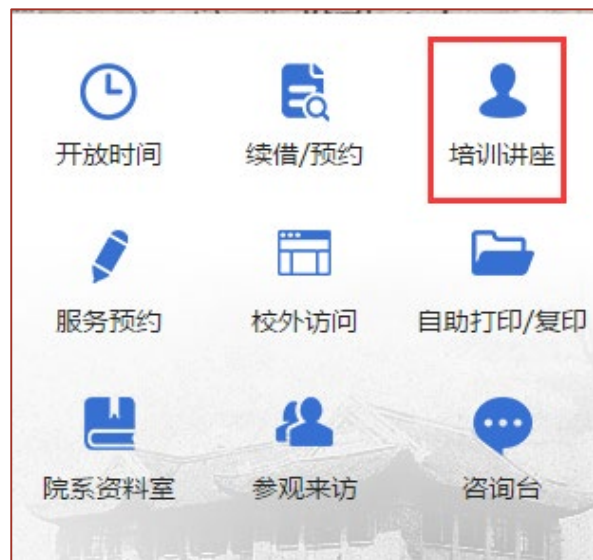 开放时间
续借/预约
培训讲座
服务预约
校外访问
自助打印/复印
院系资料室
参观来访
咨询台